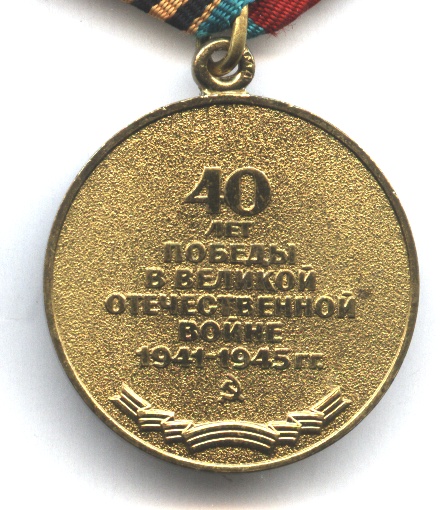 40
ЛЕТ
ПОБЕДЫ
В ВЕЛИКОЙ
ОТЕЧЕСТВЕННОЙ
ВОЙНЕ
1941-1945 ГГ.